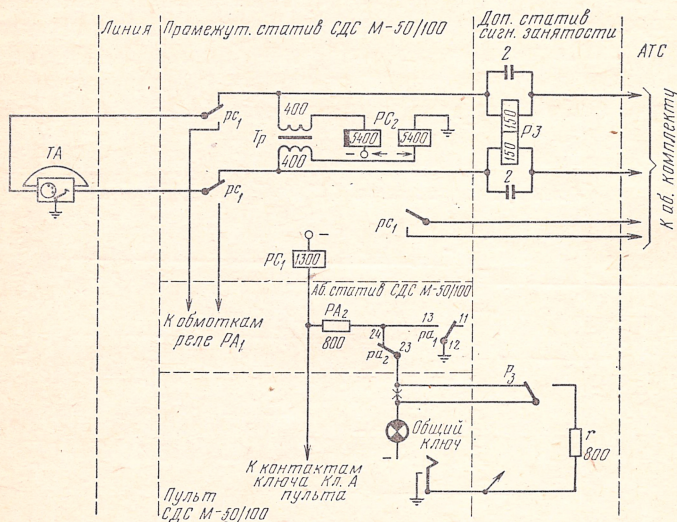 Линия
Промежут. статив СДС М-50/100
Доп. статив
сигн. занятости
АТС
2
рс₁
400
Тр
400
РС₂
5400
5400
–
150
150
РЗ
2
К аб. комплекту
ТА
рс₁
рс₁
–
РС₁
1300
Аб. статив СДС М-50/100
К обмоткам
реле РА₁
РА₂
800
13
11
24
ра₁
12
ра₂
23
Р₃
Общий
ключ
–
r
800
К контактам
ключа Кл. А
пульта
Пульт
СДС М-50/100